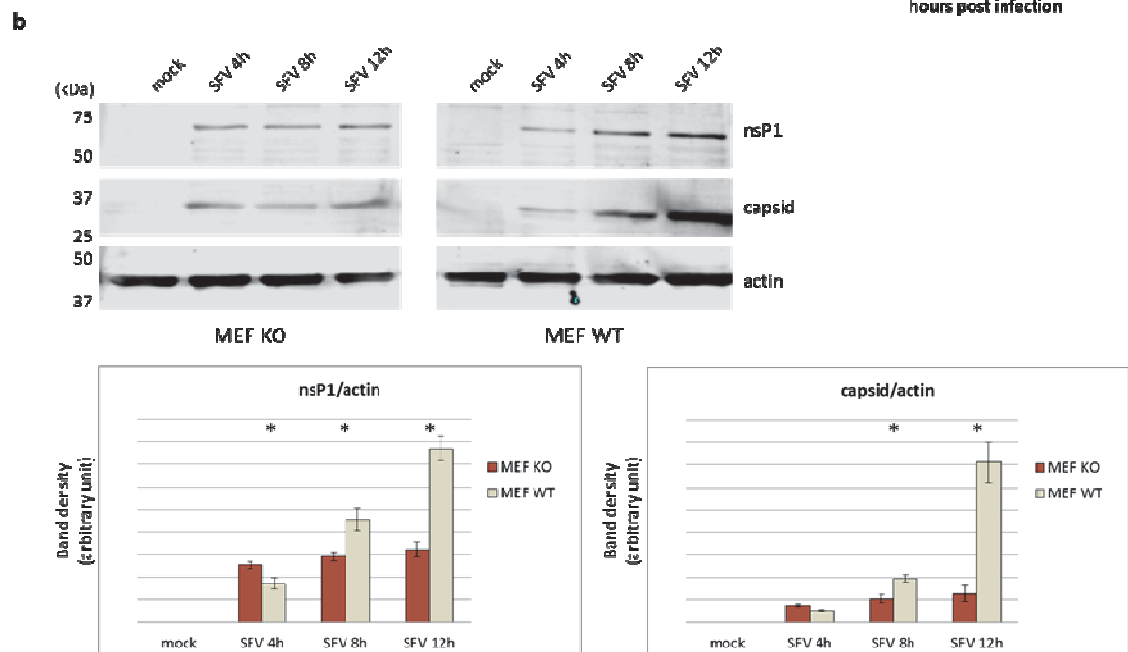 hours post infection
b
mock SFV 4h SFV 8h SFV 12h mock SFV 4h SFV 8h SFV 12h
(kDa)
75
nsP1
50
37
capsid
25
50
actin
37
MEF KO MEF WT
nsP1/actin
* * *
Band density
(arbitrary unit)
MEF KO
MEF WT
mock SFV 4h SFV 8h SFV 12h
capsid/actin
* *
Band density
(arbitrary unit)
MEF KO
MEF WT
mock SFV 4h SFV 8h SFV 12h